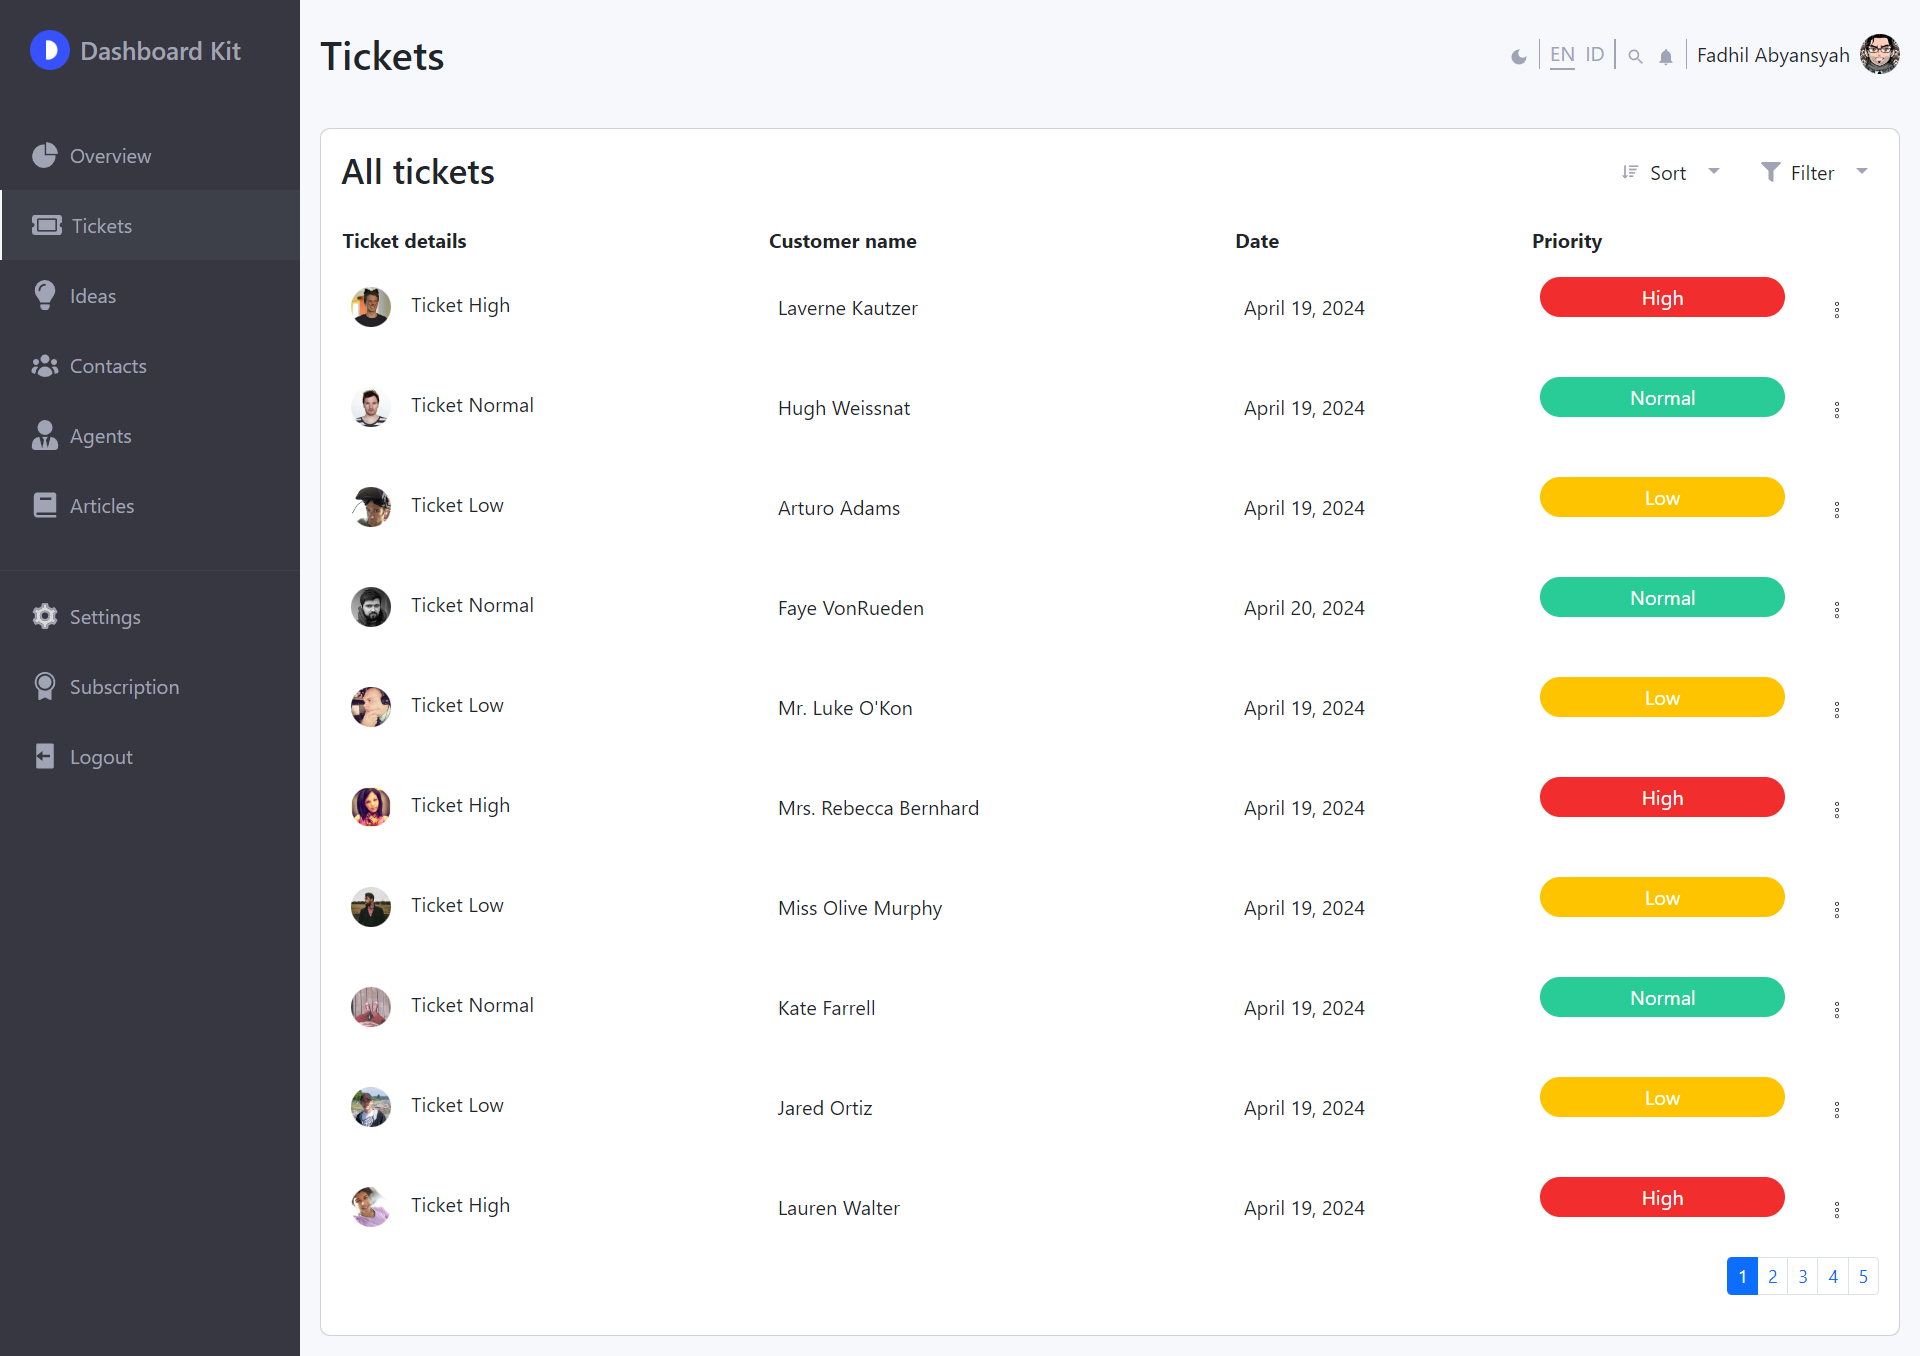 Dashboard Kit
Overview
Tickets
Ideas
Contacts
Agents
Articles
Settings
Subscription
Logout
Tickets
EN ID Fadhil Abyansyah
All tickets
Sort Filter
Ticket details Customer name Date Priority
Ticket High Laverne Kautzer April 19, 2024 High
Ticket Normal Hugh Weissnat April 19, 2024 Normal
Ticket Low Arturo Adams April 19, 2024 Low
Ticket Normal Faye VonRueden April 20, 2024 Normal
Ticket Low Mr. Luke O'Kon April 19, 2024 Low
Ticket High Mrs. Rebecca Bernhard April 19, 2024 High
Ticket Low Miss Olive Murphy April 19, 2024 Low
Ticket Normal Kate Farrell April 19, 2024 Normal
Ticket Low Jared Ortiz April 19, 2024 Low
Ticket High Lauren Walter April 19, 2024 High
1 2 3 4 5